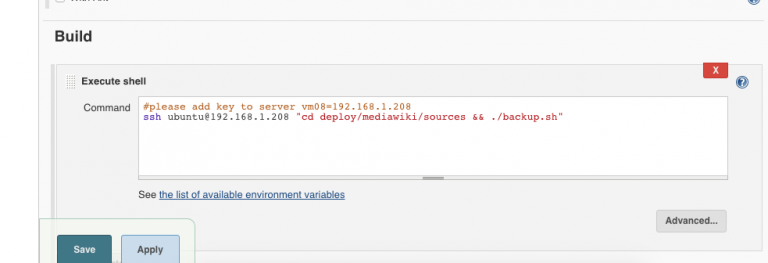 Build
X
Execute shell
Command
#please add key to server vm08=192.168.1.208
ssh ubuntu@192.168.1.208 "cd deploy/mediawiki/sources && ./backup.sh"
See the list of available environment variables
Advanced...
Save
Apply